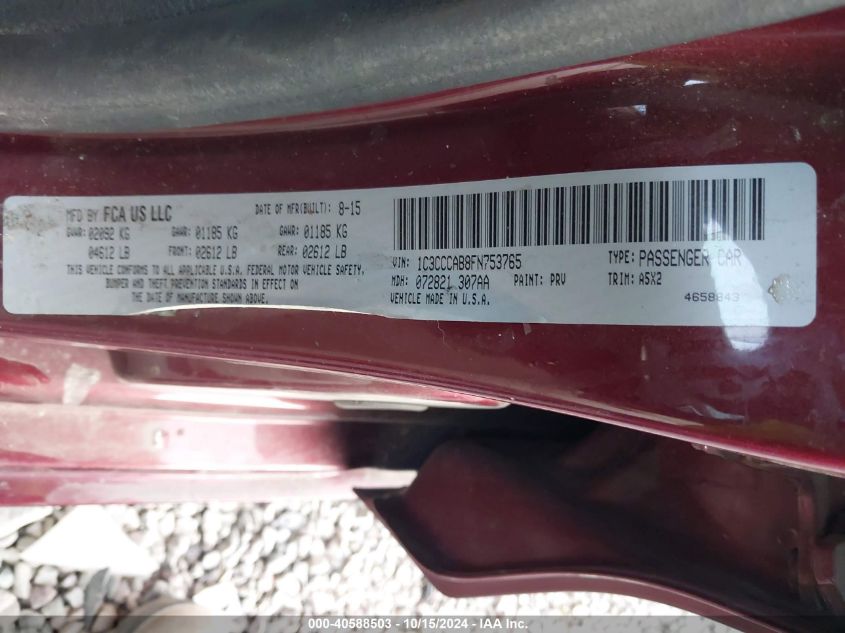 MFD BY FCA US LLC DATE OF MFR(BUILT): 8-15
GVWR: 02092 KG GAWR: 01185 KG GAWR: 01185 KG
04612 LB FRONT: 02612 LB REAR: 02612 LB
THIS VEHICLE CONFORMS TO ALL APPLICABLE U.S.A. FEDERAL MOTOR VEHICLE SAFETY,
BUMPER AND THEFT PREVENTION STANDARDS IN EFFECT ON
THE DATE OF MANUFACTURE SHOWN ABOVE.
VIN: 1C3CCCAB8FN753765 TYPE: PASSENGER CAR
MDH: 072821 307AA PAINT: PRV TRIM: A5X2
VEHICLE MADE IN U.S.A. 4658843
000-40588503 - 10/15/2024 - IAA Inc.